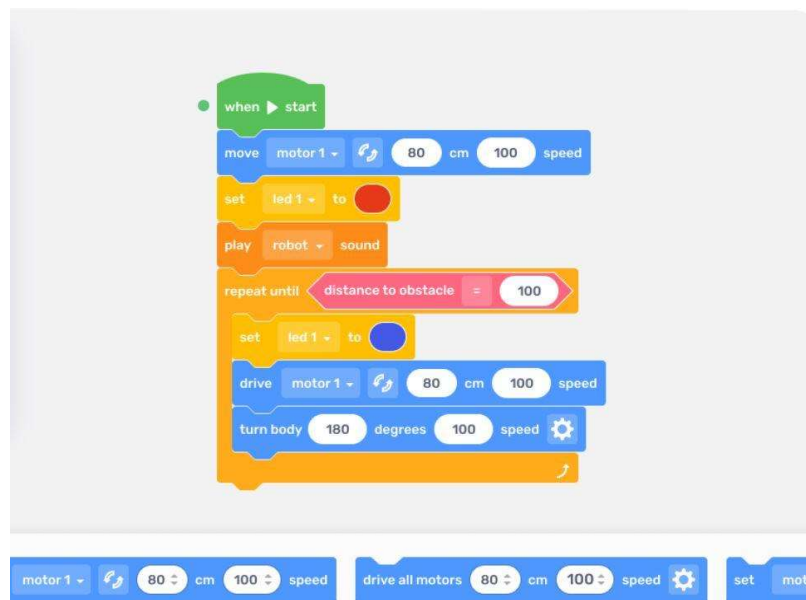 when start
move motor 1 80 cm 100 speed
set led 1 to
play robot sound
repeat until distance to obstacle = 100
set led 1 to
drive motor 1 80 cm 100 speed
turn body 180 degrees 100 speed
motor 1 80 cm 100 speed drive all motors 80 cm 100 speed set mot